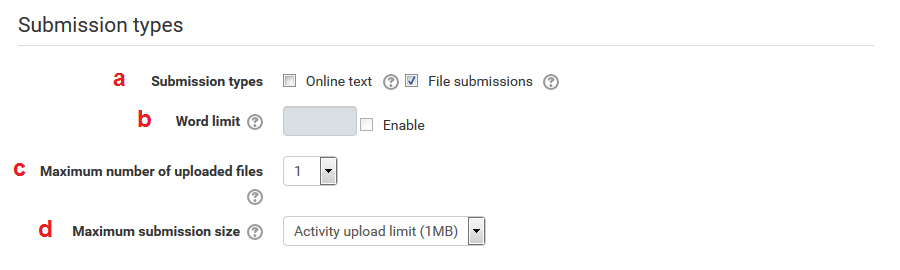 Submission types
a Submission types Online text ? File submissions ?
b Word limit ? Enable
c Maximum number of uploaded files 1
?
d Maximum submission size ? Activity upload limit (1MB)